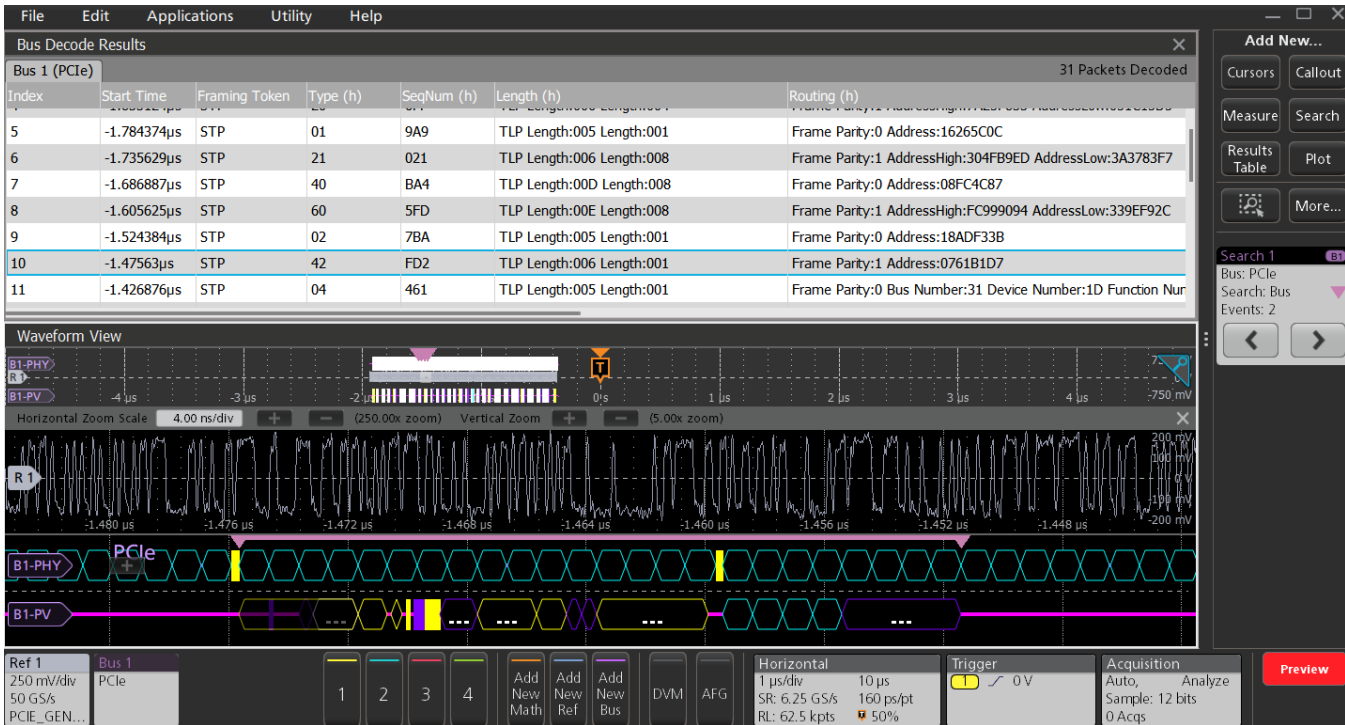 File Edit Applications Utility Help
Bus Decode Results
Add New...
Bus 1 (PCIe) 31 Packets Decoded
Cursors Callout
Index Start Time Framing Token Type (h) SeqNum (h) Length (h) Routing (h)
5 -1.784374µs STP 01 9A9 TLP Length:005 Length:001 Frame Parity:0 Address:16265C0C
Measure Search
6 -1.735629µs STP 21 021 TLP Length:006 Length:008 Frame Parity:1 AddressHigh:304FB9ED AddressLow:3A3783F7
Results Table Plot
7 -1.686887µs STP 40 BA4 TLP Length:00D Length:008 Frame Parity:0 Address:08FC4C87
8 -1.605625µs STP 60 5FD TLP Length:00E Length:008 Frame Parity:1 AddressHigh:FC999094 AddressLow:339EF92C
More...
9 -1.524384µs STP 02 7BA TLP Length:005 Length:001 Frame Parity:0 Address:18ADF33B
10 -1.47563µs STP 42 FD2 TLP Length:006 Length:001 Frame Parity:1 Address:0761B1D7
11 -1.426876µs STP 04 461 TLP Length:005 Length:001 Frame Parity:0 Bus Number:31 Device Number:1D Function Nur
Search 1 B1
Bus: PCIe
Search: Bus
Events: 2
Waveform View
B1-PHY
R 1
T
B1-PV -4 µs -3 µs 0 s 1 µs 2 µs 3 µs 4 µs -750 mV
Horizontal Zoom Scale 4.00 ns/div + − (250.00x zoom) Vertical Zoom + − (5.00x zoom)
200 mV
100 mV
R 1 0 V
-100 mV
-200 mV
-1.480 µs -1.476 µs -1.472 µs -1.468 µs -1.464 µs -1.460 µs -1.456 µs -1.452 µs -1.448 µs
PCIe
B1-PHY +
B1-PV ... ... ... ... ...
Ref 1
250 mV/div
50 GS/s
PCIE_GEN...
Bus 1
PCIe
1 2 3 4
Add New Math
Add New Ref
Add New Bus
DVM AFG
Horizontal
1 µs/div 10 µs
SR: 6.25 GS/s 160 ps/pt
RL: 62.5 kpts 50%
Trigger
1 0 V
Acquisition
Auto, Analyze
Sample: 12 bits
0 Acqs
Preview